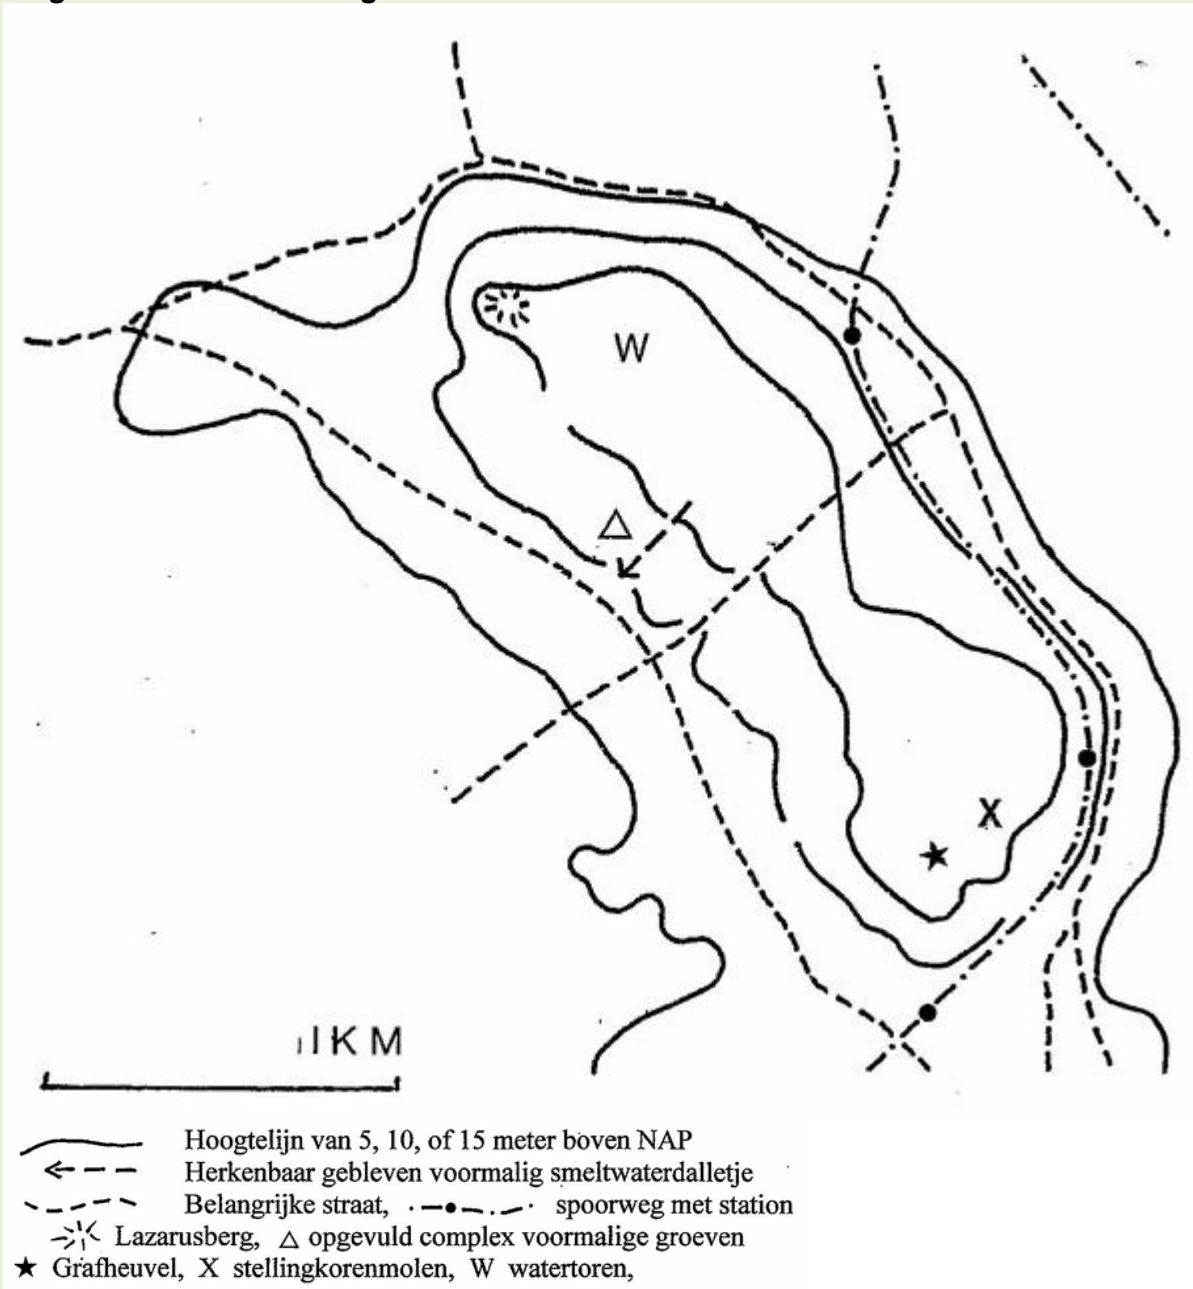 W
X
1KM
Hoogtelijn van 5, 10, of 15 meter boven NAP
Herkenbaar gebleven voormalig smeltwaterdalletje
Belangrijke straat, spoorweg met station
Lazarusberg, △ opgevuld complex voormalige groeven
★ Grafheuvel, X stellingkorenmolen, W watertoren,